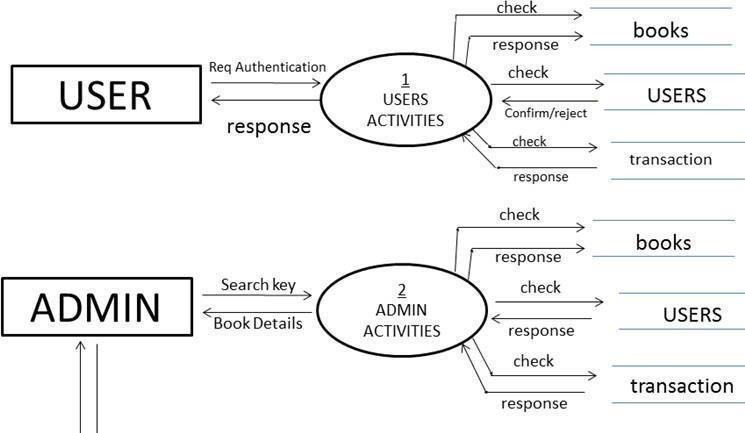 check
books
response
USER
Req Authentication
response
1
USERS
ACTIVITIES
check
USERS
Confirm/reject
check
transaction
response
check
books
response
ADMIN
Search key
Book Details
2
ADMIN
ACTIVITIES
check
USERS
response
check
transaction
response